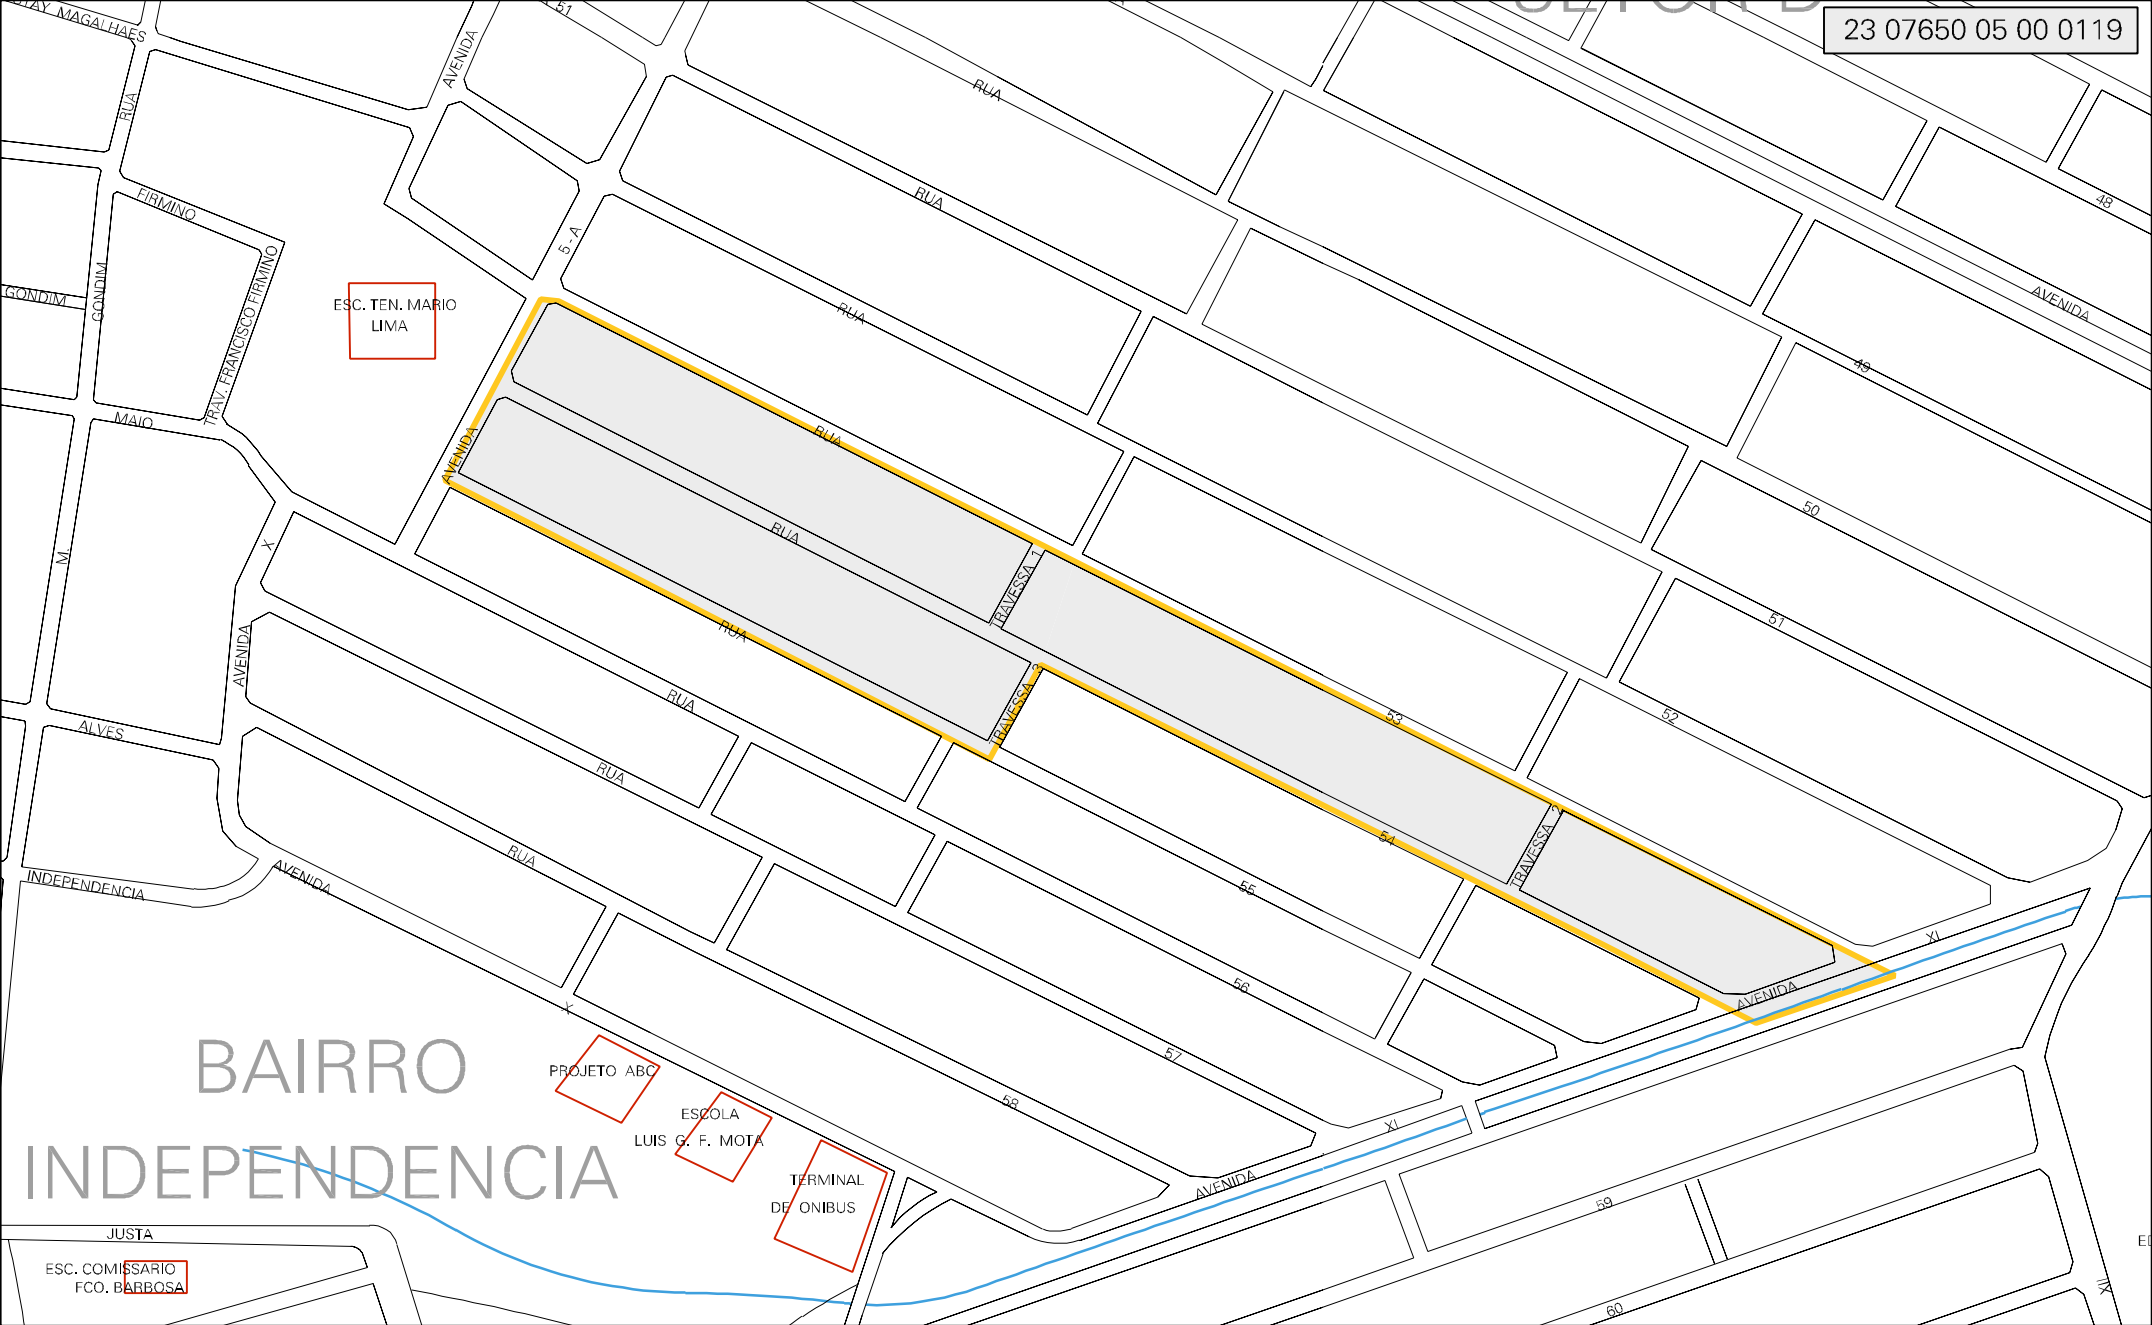 SETOR D
23 07650 05 00 0119
MAGALHAES
51
AVENIDA
RUA
RUA
FIRMINO
RUA
48
5 - A
GONDIM
GONDIM
TRAV. FRANCISCO FIRMINO
ESC. TEN. MARIO
LIMA
RUA
AVENIDA
49
MAIO
AVENIDA
RUA
50
RUA
M.
X
TRAVESSA 1
51
RUA
AVENIDA
RUA
TRAVESSA 3
53
52
ALVES
RUA
54
TRAVESSA 2
RUA
INDEPENDENCIA
AVENIDA
55
XI
56
AVENIDA
X
BAIRRO
INDEPENDENCIA
57
PROJETO ABC
58
ESCOLA
LUIS G. F. MOTA
XI
TERMINAL
DE ONIBUS
AVENIDA
59
JUSTA
ESC. COMISSARIO
FCO. BARBOSA
60
XII